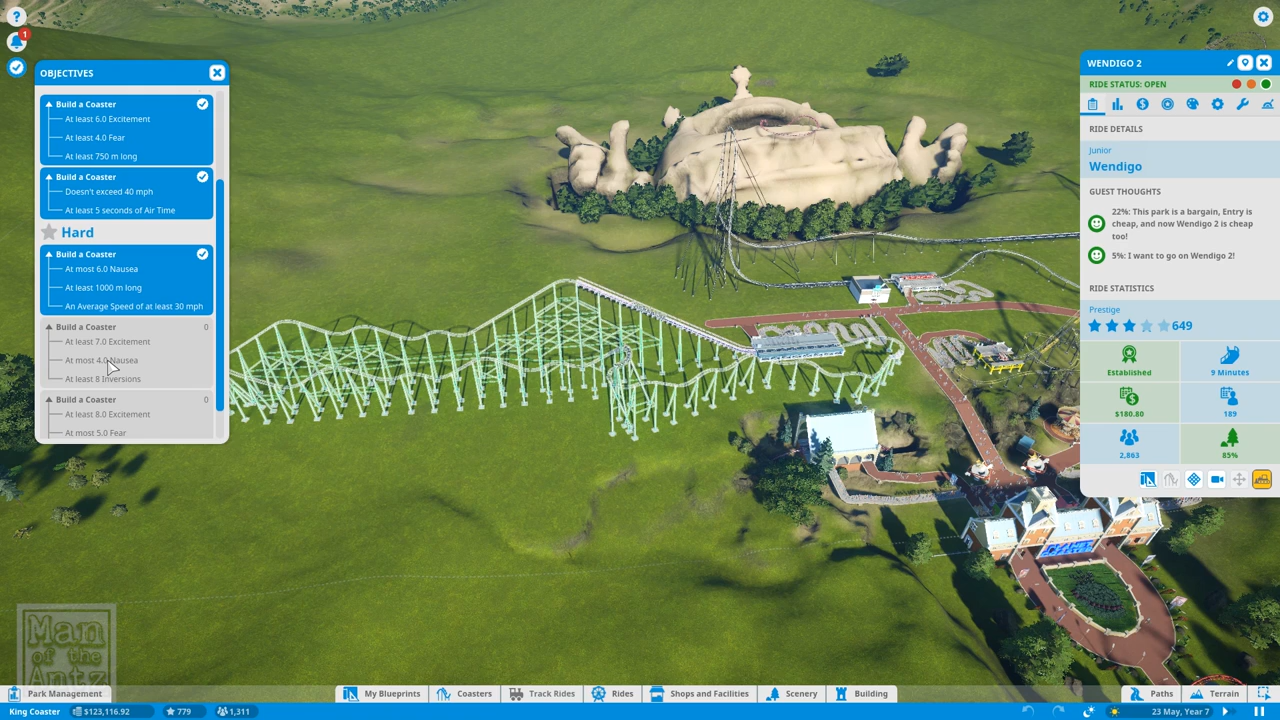 ?
1
OBJECTIVES
Build a Coaster
At least 6.0 Excitement
At least 4.0 Fear
At least 750 m long
Build a Coaster
Doesn't exceed 40 mph
At least 5 seconds of Air Time
Hard
Build a Coaster
At most 6.0 Nausea
At least 1000 m long
An Average Speed of at least 30 mph
Build a Coaster 0
At least 7.0 Excitement
At most 4.0 Nausea
At least 8 Inversions
Build a Coaster 0
At least 8.0 Excitement
At most 5.0 Fear
WENDIGO 2
RIDE STATUS: OPEN
RIDE DETAILS
Junior
Wendigo
GUEST THOUGHTS
22%: This park is a bargain, Entry is
cheap, and now Wendigo 2 is cheap
too!
5%: I want to go on Wendigo 2!
RIDE STATISTICS
Prestige
649
Established
9 Minutes
$180.80
189
2,863
85%
PLANET COASTER
Man
of the
Antz
Park Management
My Blueprints
Coasters
Track Rides
Rides
Shops and Facilities
Scenery
Building
Paths
Terrain
King Coaster
$123,116.92
779
1,311
23 May, Year 7